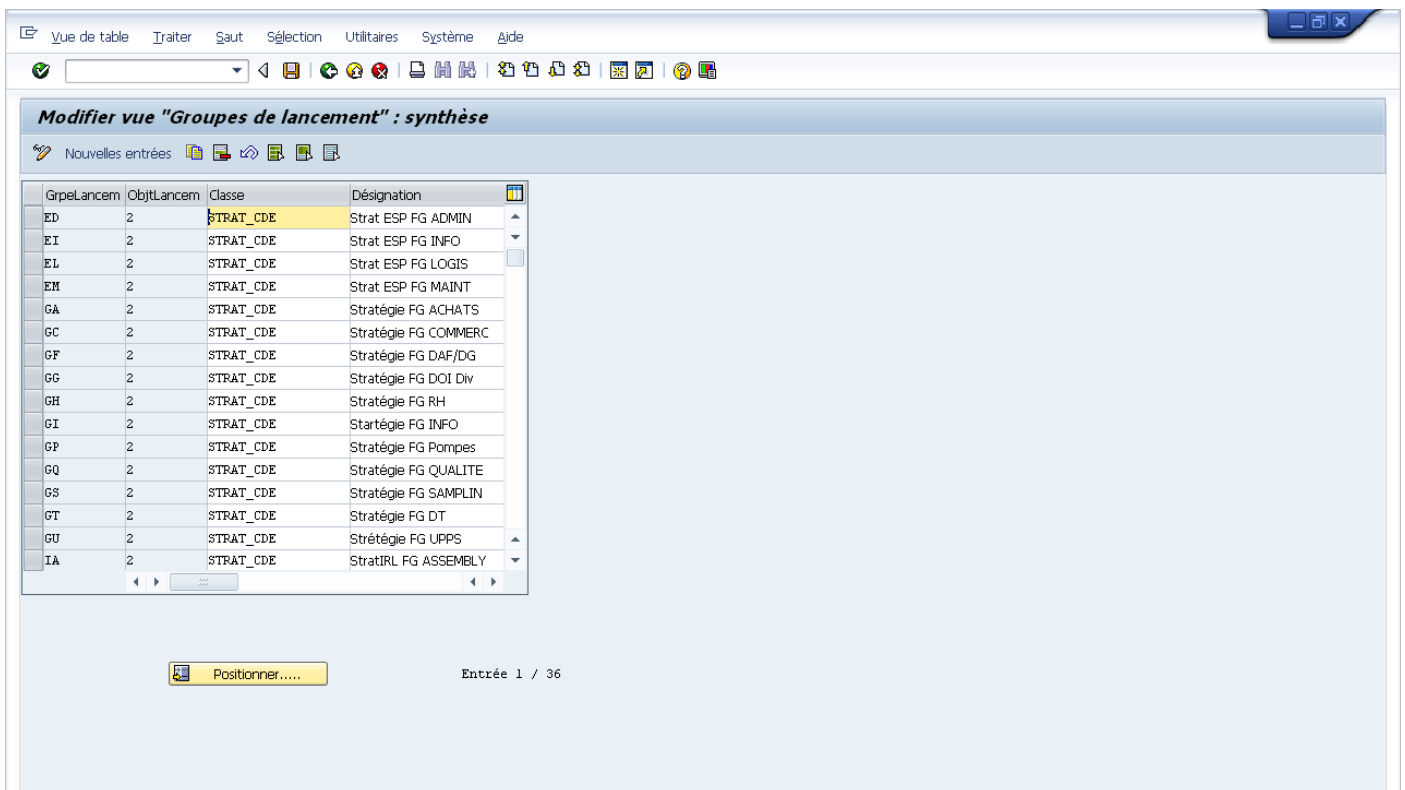 Vue de table Traiter Saut Sélection Utilitaires Système Aide
Modifier vue "Groupes de lancement" : synthèse
Nouvelles entrées
GrpeLancem ObjtLancem Classe Désignation
ED 2 STRAT_CDE Strat ESP FG ADMIN
EI 2 STRAT_CDE Strat ESP FG INFO
EL 2 STRAT_CDE Strat ESP FG LOGIS
EM 2 STRAT_CDE Strat ESP FG MAINT
GA 2 STRAT_CDE Stratégie FG ACHATS
GC 2 STRAT_CDE Stratégie FG COMMERC
GF 2 STRAT_CDE Stratégie FG DAF/DG
GG 2 STRAT_CDE Stratégie FG DOI Div
GH 2 STRAT_CDE Stratégie FG RH
GI 2 STRAT_CDE Startégie FG INFO
GP 2 STRAT_CDE Stratégie FG Pompes
GQ 2 STRAT_CDE Stratégie FG QUALITE
GS 2 STRAT_CDE Stratégie FG SAMPLIN
GT 2 STRAT_CDE Stratégie FG DT
GU 2 STRAT_CDE Strétégie FG UPPS
IA 2 STRAT_CDE StratIRL FG ASSEMBLY
Positionner..... Entrée 1 / 36